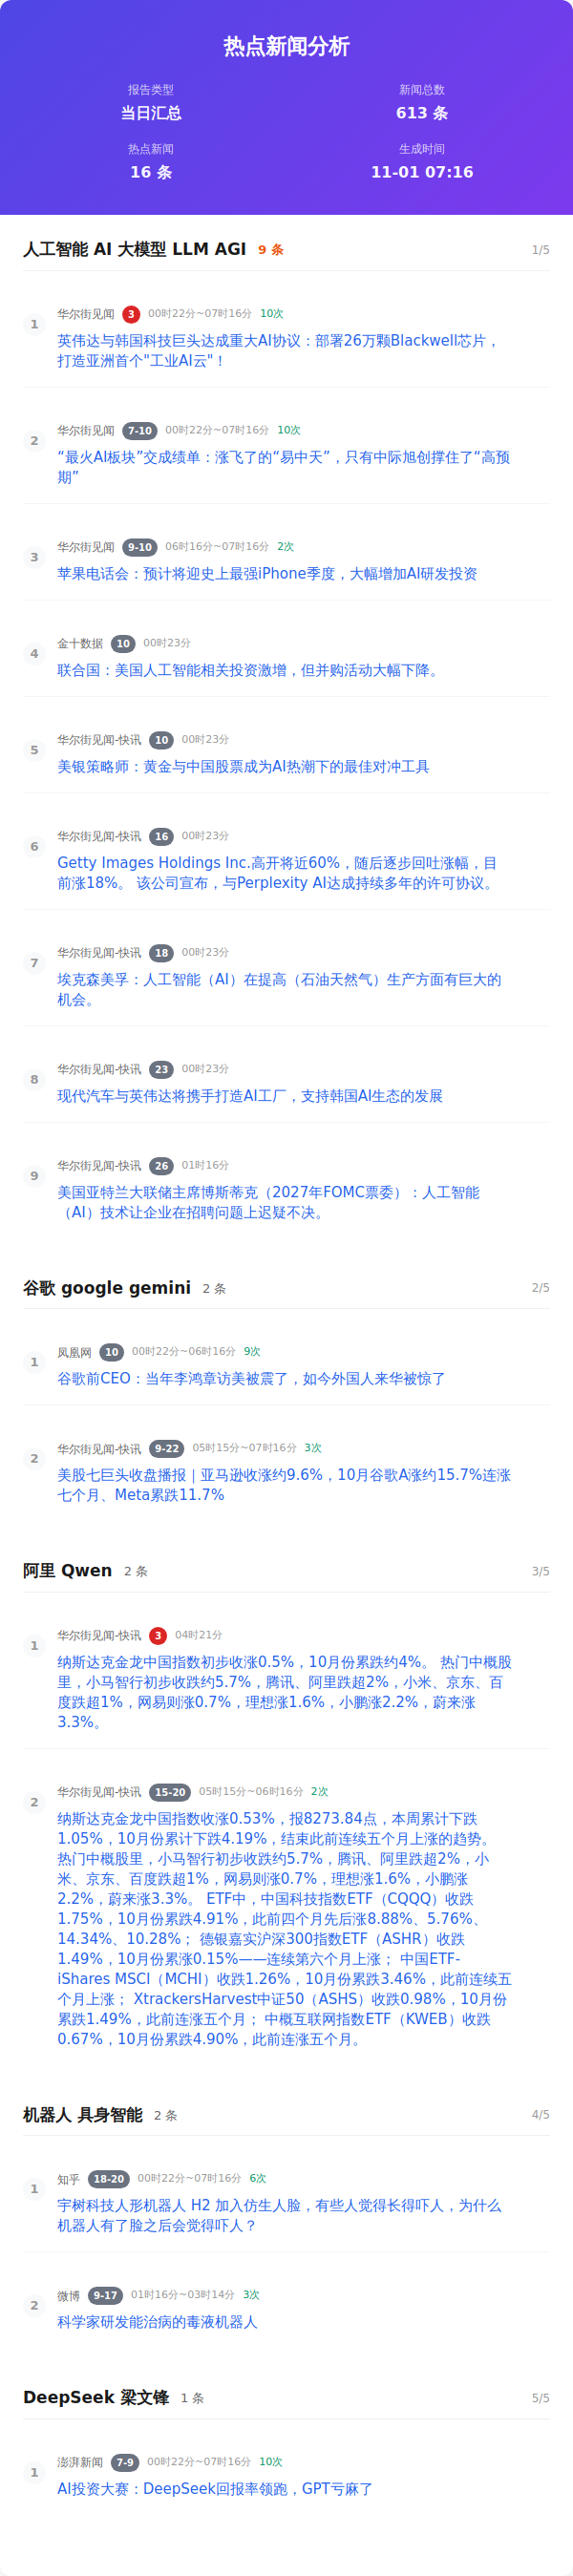 热点新闻分析
报告类型
当日汇总
新闻总数
613 条
热点新闻
16 条
生成时间
11-01 07:16
人工智能 AI 大模型 LLM AGI 9 条 1/5
1
华尔街见闻 3 00时22分~07时16分 10次
英伟达与韩国科技巨头达成重大AI协议：部署26万颗Blackwell芯片，
打造亚洲首个"工业AI云"！
2
华尔街见闻 7-10 00时22分~07时16分 10次
“最火AI板块”交成绩单：涨飞了的“易中天”，只有中际旭创撑住了“高预
期”
3
华尔街见闻 9-10 06时16分~07时16分 2次
苹果电话会：预计将迎史上最强iPhone季度，大幅增加AI研发投资
4
金十数据 10 00时23分
联合国：美国人工智能相关投资激增，但并购活动大幅下降。
5
华尔街见闻-快讯 10 00时23分
美银策略师：黄金与中国股票成为AI热潮下的最佳对冲工具
6
华尔街见闻-快讯 16 00时23分
Getty Images Holdings Inc.高开将近60%，随后逐步回吐涨幅，目
前涨18%。 该公司宣布，与Perplexity AI达成持续多年的许可协议。
7
华尔街见闻-快讯 18 00时23分
埃克森美孚：人工智能（AI）在提高（石油天然气）生产方面有巨大的
机会。
8
华尔街见闻-快讯 23 00时23分
现代汽车与英伟达将携手打造AI工厂，支持韩国AI生态的发展
9
华尔街见闻-快讯 26 01时16分
美国亚特兰大联储主席博斯蒂克（2027年FOMC票委）：人工智能
（AI）技术让企业在招聘问题上迟疑不决。
谷歌 google gemini 2 条 2/5
1
凤凰网 10 00时22分~06时16分 9次
谷歌前CEO：当年李鸿章访美被震了，如今外国人来华被惊了
2
华尔街见闻-快讯 9-22 05时15分~07时16分 3次
美股七巨头收盘播报｜亚马逊收涨约9.6%，10月谷歌A涨约15.7%连涨
七个月、Meta累跌11.7%
阿里 Qwen 2 条 3/5
1
华尔街见闻-快讯 3 04时21分
纳斯达克金龙中国指数初步收涨0.5%，10月份累跌约4%。 热门中概股
里，小马智行初步收跌约5.7%，腾讯、阿里跌超2%，小米、京东、百
度跌超1%，网易则涨0.7%，理想涨1.6%，小鹏涨2.2%，蔚来涨
3.3%。
2
华尔街见闻-快讯 15-20 05时15分~06时16分 2次
纳斯达克金龙中国指数收涨0.53%，报8273.84点，本周累计下跌
1.05%，10月份累计下跌4.19%，结束此前连续五个月上涨的趋势。
热门中概股里，小马智行初步收跌约5.7%，腾讯、阿里跌超2%，小
米、京东、百度跌超1%，网易则涨0.7%，理想涨1.6%，小鹏涨
2.2%，蔚来涨3.3%。 ETF中，中国科技指数ETF（CQQQ）收跌
1.75%，10月份累跌4.91%，此前四个月先后涨8.88%、5.76%、
14.34%、10.28%； 德银嘉实沪深300指数ETF（ASHR）收跌
1.49%，10月份累涨0.15%——连续第六个月上涨； 中国ETF-
iShares MSCI（MCHI）收跌1.26%，10月份累跌3.46%，此前连续五
个月上涨； XtrackersHarvest中证50（ASHS）收跌0.98%，10月份
累跌1.49%，此前连涨五个月； 中概互联网指数ETF（KWEB）收跌
0.67%，10月份累跌4.90%，此前连涨五个月。
机器人 具身智能 2 条 4/5
1
知乎 18-20 00时22分~07时16分 6次
宇树科技人形机器人 H2 加入仿生人脸，有些人觉得长得吓人，为什么
机器人有了脸之后会觉得吓人？
2
微博 9-17 01时16分~03时14分 3次
科学家研发能治病的毒液机器人
DeepSeek 梁文锋 1 条 5/5
1
澎湃新闻 7-9 00时22分~07时16分 10次
AI投资大赛：DeepSeek回报率领跑，GPT亏麻了